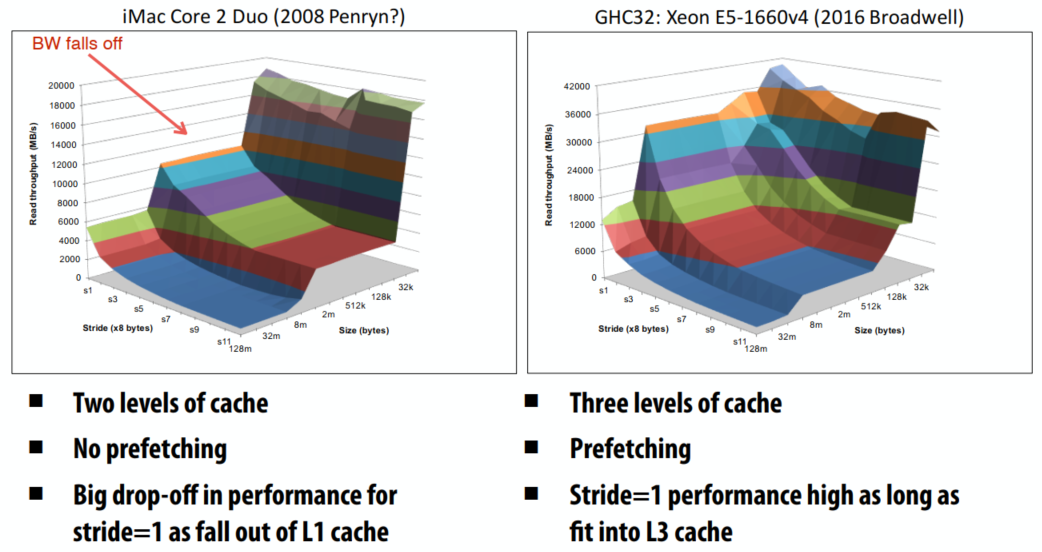 iMac Core 2 Duo (2008 Penryn?)
BW falls off
20000
18000
16000
14000
12000
10000
8000
6000
4000
2000
0
Read throughput (MB/s)
s1
s3
s5
s7
s9
s11
Stride (x8 bytes)
128m
32m
8m
2m
512k
128k
32k
Size (bytes)
■ Two levels of cache
■ No prefetching
■ Big drop-off in performance for
stride=1 as fall out of L1 cache
GHC32: Xeon E5-1660v4 (2016 Broadwell)
42000
36000
30000
24000
18000
12000
6000
0
Read throughput (MB/s)
s1
s3
s5
s7
s9
s11
Stride (x8 bytes)
128m
32m
8m
2m
512k
128k
32k
Size (bytes)
■ Three levels of cache
■ Prefetching
■ Stride=1 performance high as long as
fit into L3 cache